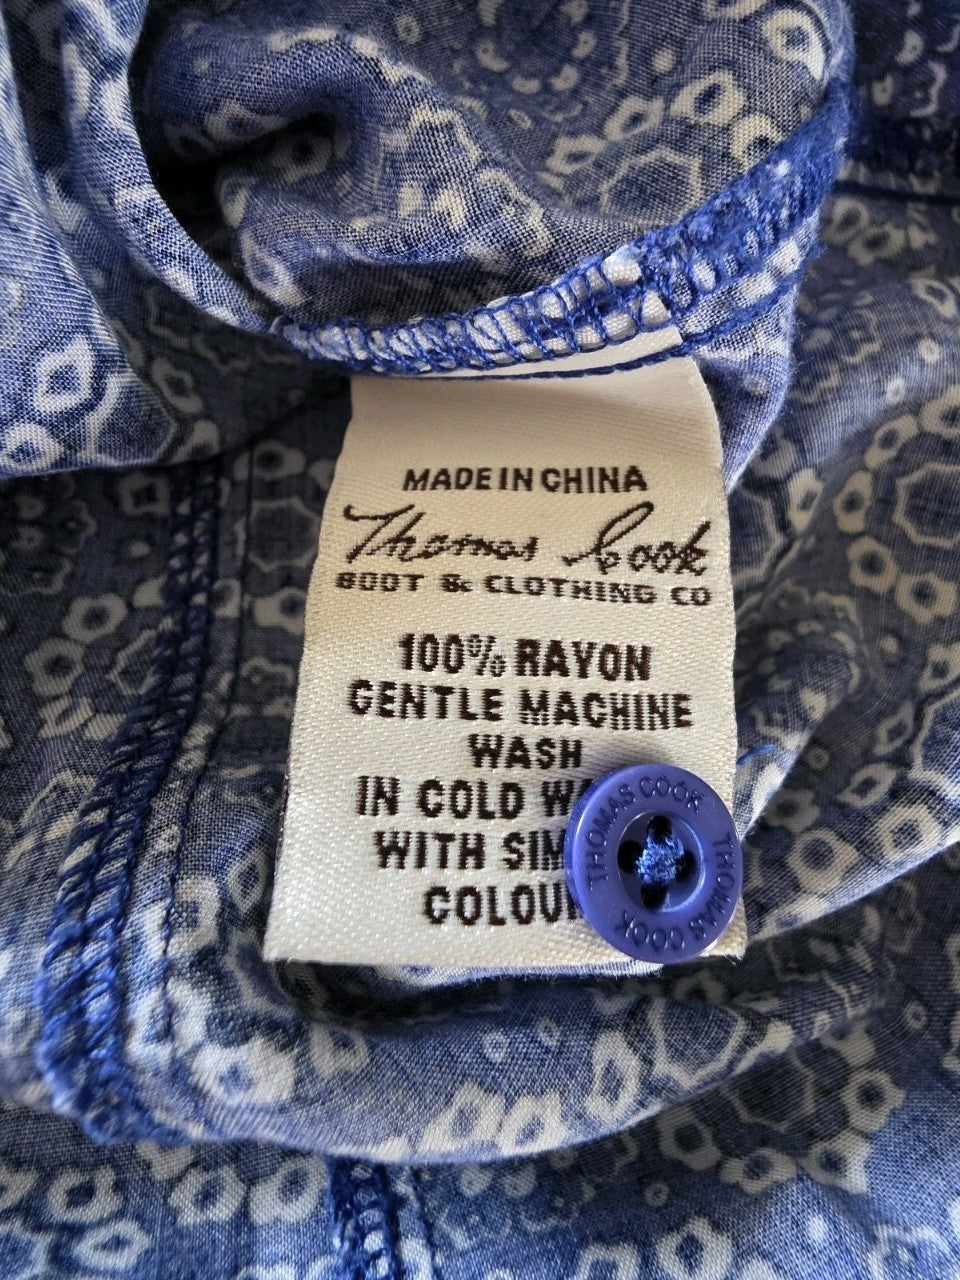 MADE IN CHINA
Thomas Cook
BOOT & CLOTHING CO
100% RAYON
GENTLE MACHINE
WASH
IN COLD
WITH
THOMAS COOK
THOMAS COOK